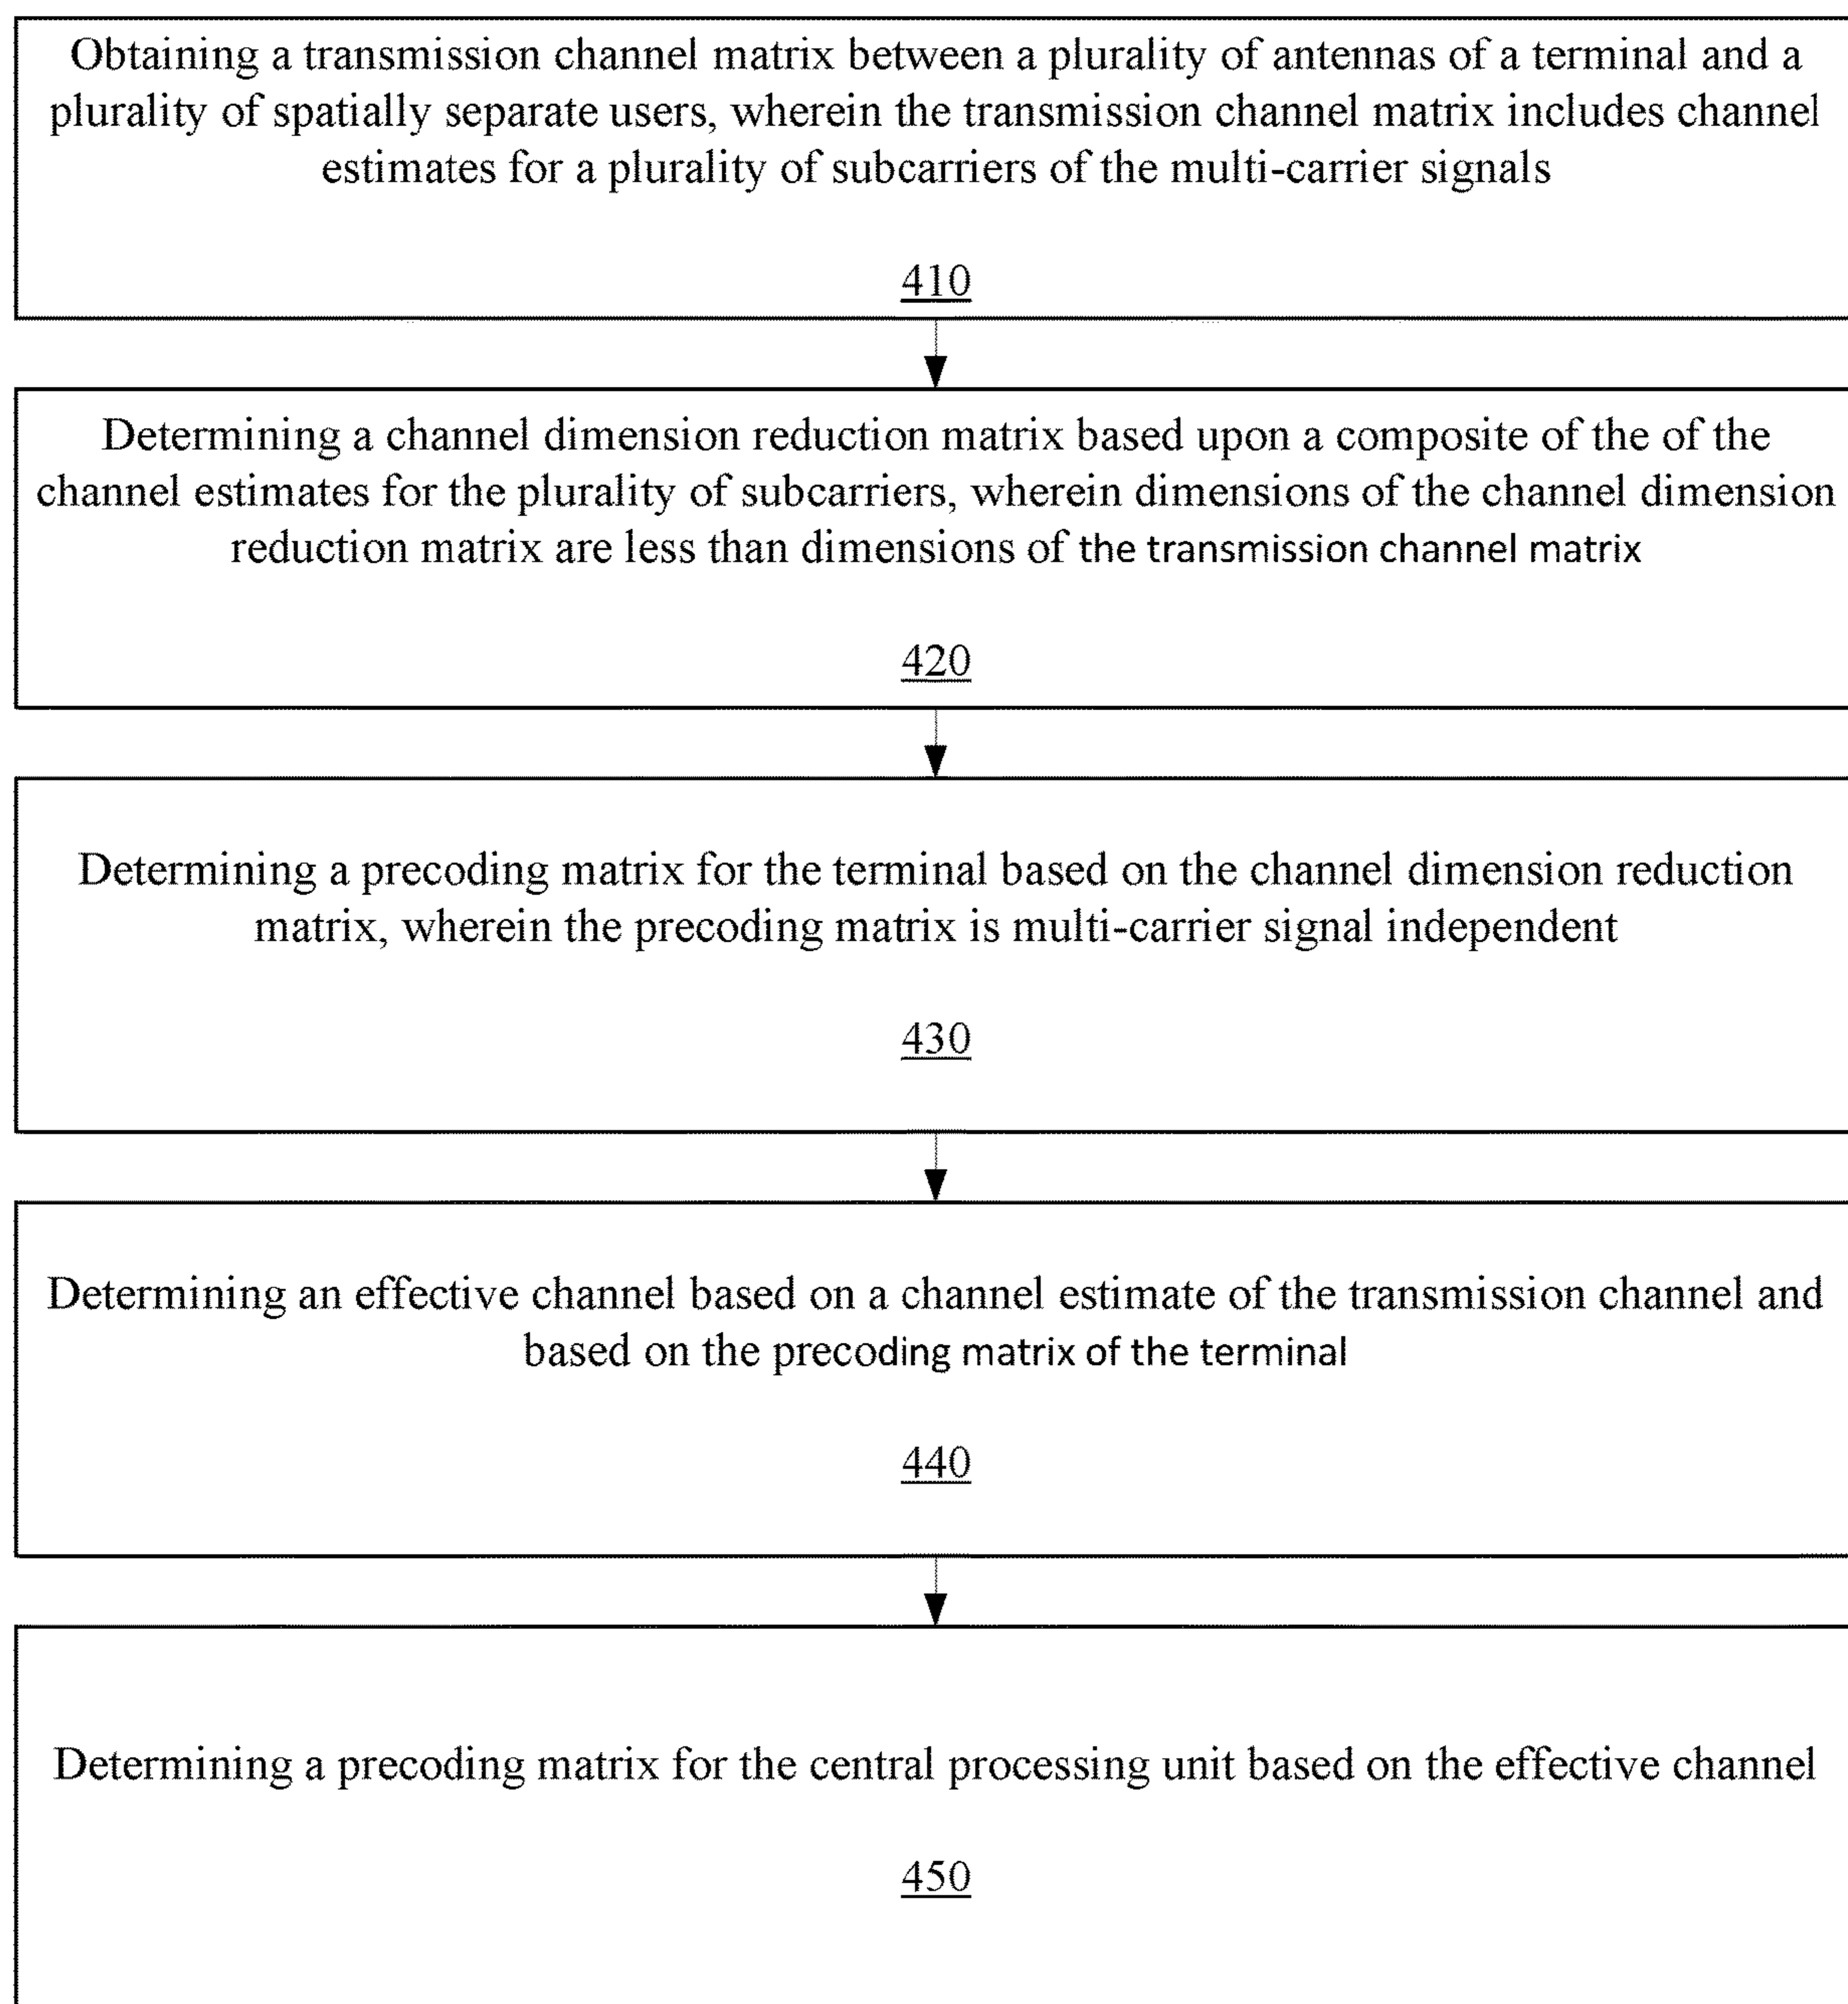 Obtaining a transmission channel matrix between a plurality of antennas of a terminal and a
plurality of spatially separate users, wherein the transmission channel matrix includes channel
estimates for a plurality of subcarriers of the multi-carrier signals
410
Determining a channel dimension reduction matrix based upon a composite of the of the
channel estimates for the plurality of subcarriers, wherein dimensions of the channel dimension
reduction matrix are less than dimensions of the transmission channel matrix
420
Determining a precoding matrix for the terminal based on the channel dimension reduction
matrix, wherein the precoding matrix is multi-carrier signal independent
430
Determining an effective channel based on a channel estimate of the transmission channel and
based on the precoding matrix of the terminal
440
Determining a precoding matrix for the central processing unit based on the effective channel
450